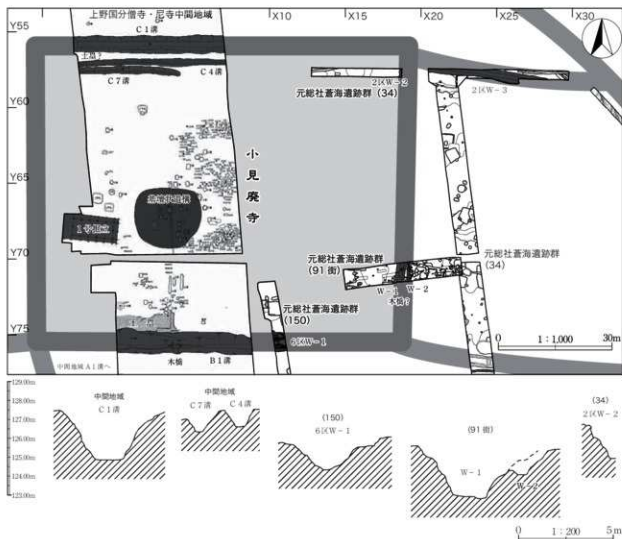 上野国分僧寺・尼寺中間地域
X10
X15
X20
X25
X30
Y55
Y60
Y65
Y70
Y75
C1溝
土塁?
C7溝
C4溝
2区W-2
元総社蒼海遺跡群
(34)
2区W-3
小見廃寺
1号掘立
元総社蒼海遺跡群
(91街)
W-1
W-2
木橋?
元総社蒼海遺跡群
(34)
元総社蒼海遺跡群
(150)
6区W-1
木橋
B1溝
中間地域A1溝へ
0
1:1,000
30m
129.00m
128.00m
127.00m
126.00m
125.00m
124.00m
123.00m
中間地域
C1溝
中間地域
C7溝
C4溝
(150)
6区W-1
(91街)
W-1
W-2
(34)
2区W-2
0
1:200
5m